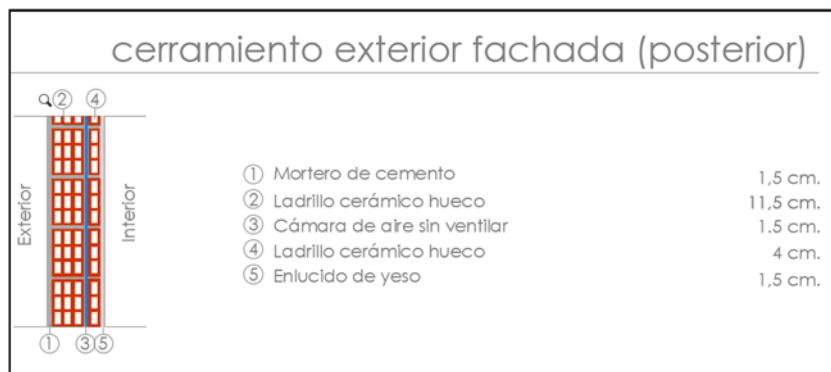 cerramiento exterior fachada (posterior)
2 4
Exterior
Interior
1 Mortero de cemento 1,5 cm.
2 Ladrillo cerámico hueco 11,5 cm.
3 Cámara de aire sin ventilar 1.5 cm.
4 Ladrillo cerámico hueco 4 cm.
5 Enlucido de yeso 1,5 cm.
1 3 5